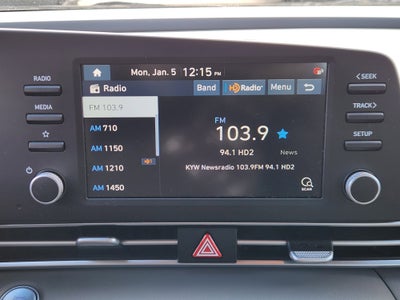 Mon, Jan. 5 12:15 PM
Radio Band HD Radio Menu
RADIO
MEDIA
FM 103.9
AM 710
AM 1150
AM 1210
AM 1450
FM
103.9
94.1 HD2 News
KYW Newsradio 103.9FM 94.1 HD2
SCAN
< SEEK
TRACK >
SETUP